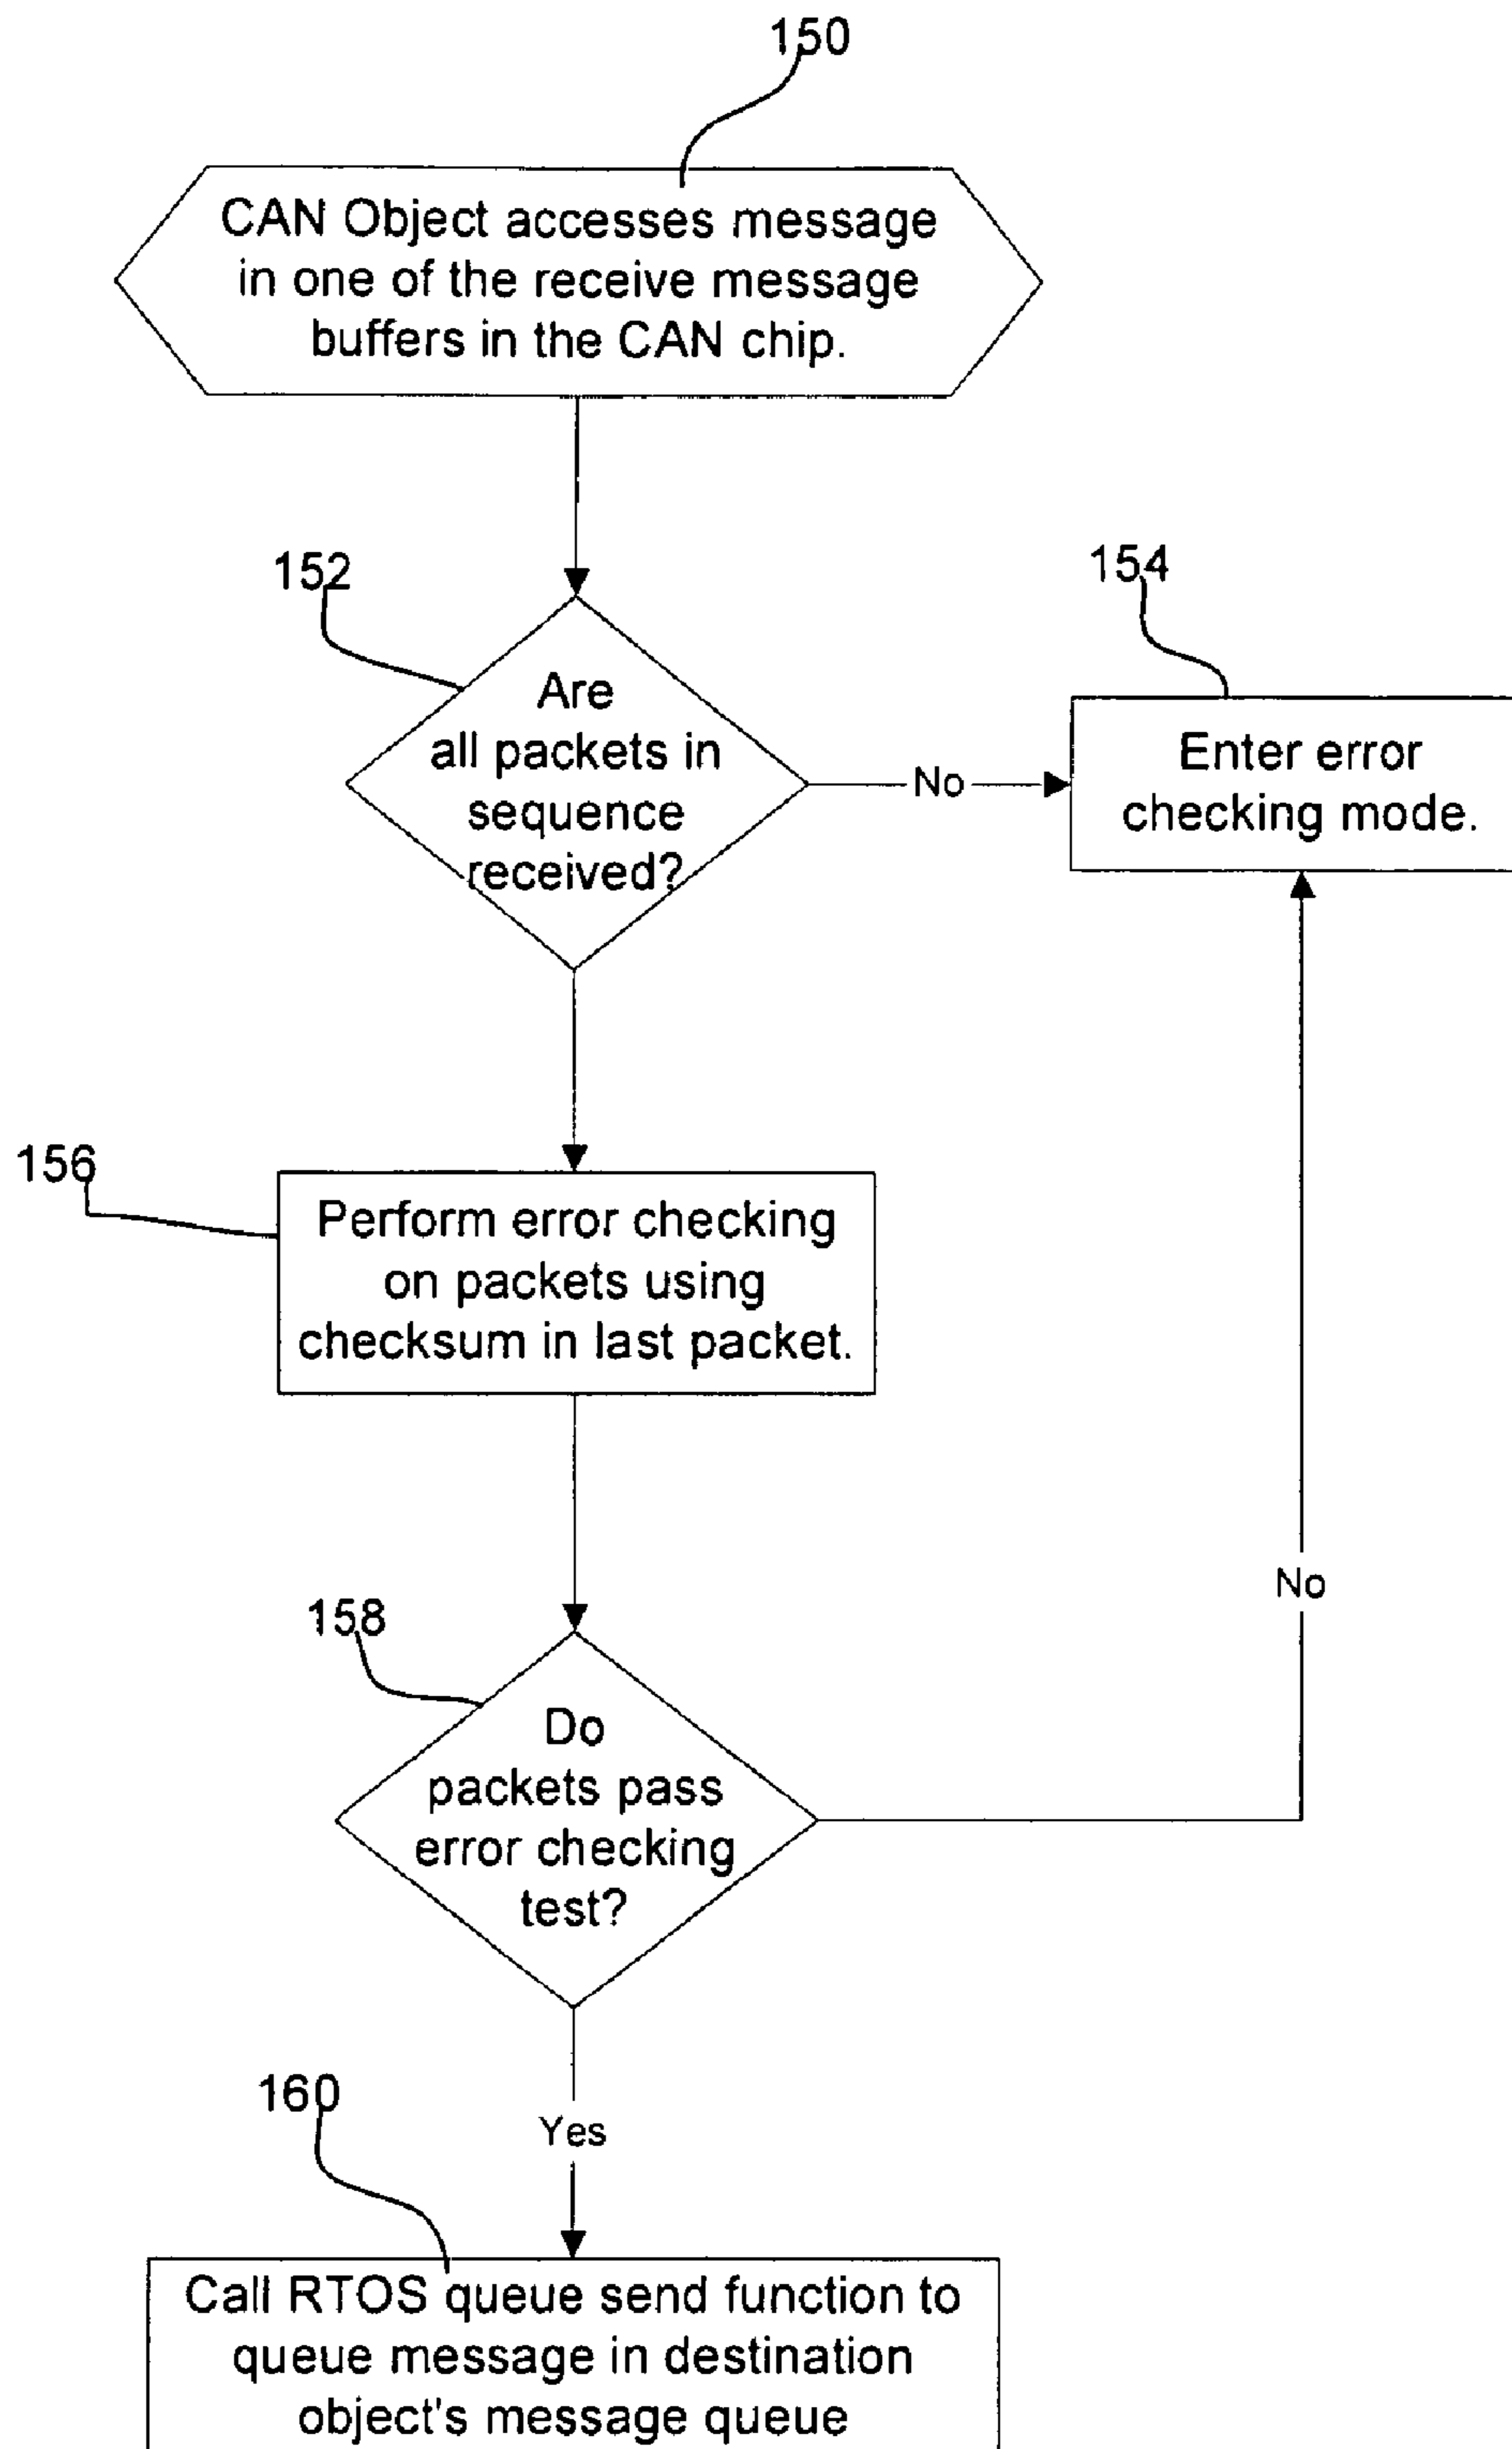 150
CAN Object accesses message
in one of the receive message
buffers in the CAN chip.
152
154
Are
all packets in
sequence
received?
No
Enter error
checking mode.
156
Perform error checking
on packets using
checksum in last packet.
No
158
Do
packets pass
error checking
test?
160
Yes
Call RTOS queue send function to
queue message in destination
object's message queue